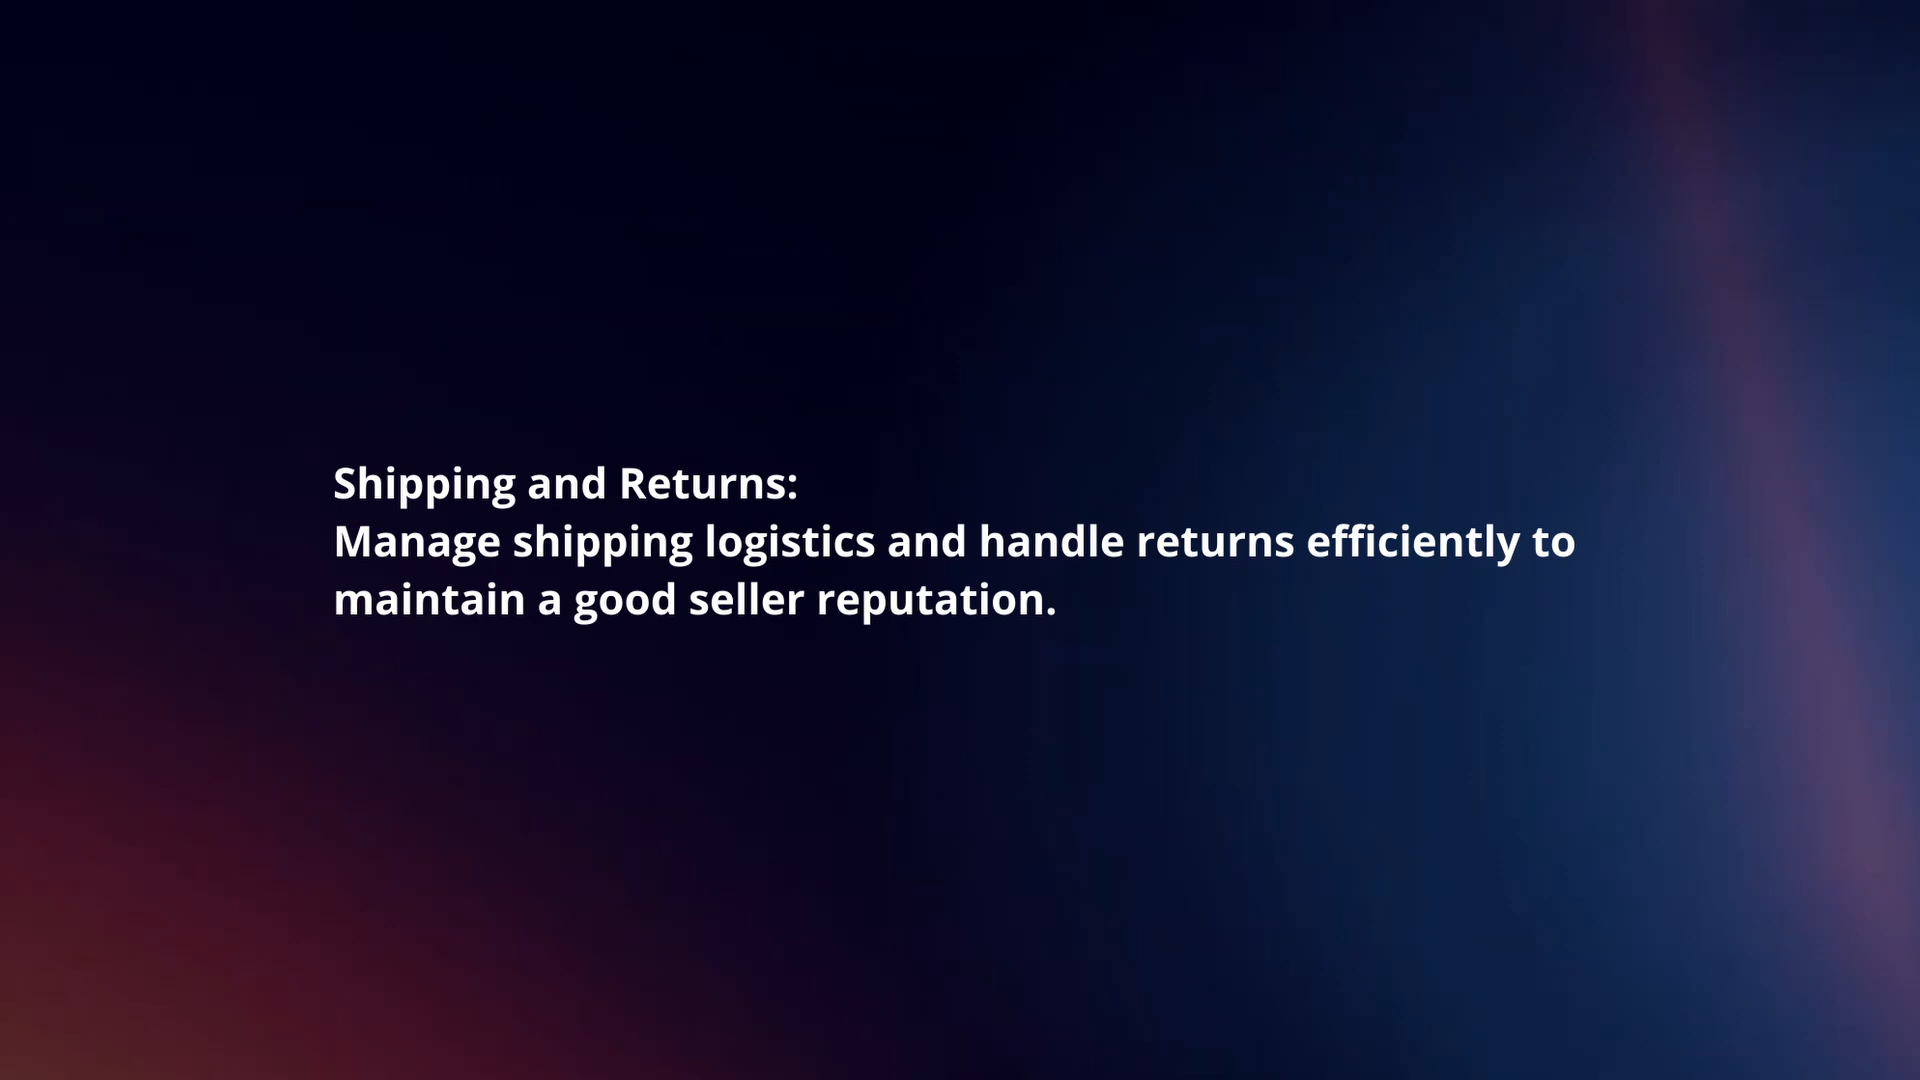 Shipping and Returns:
Manage shipping logistics and handle returns efficiently to
maintain a good seller reputation.